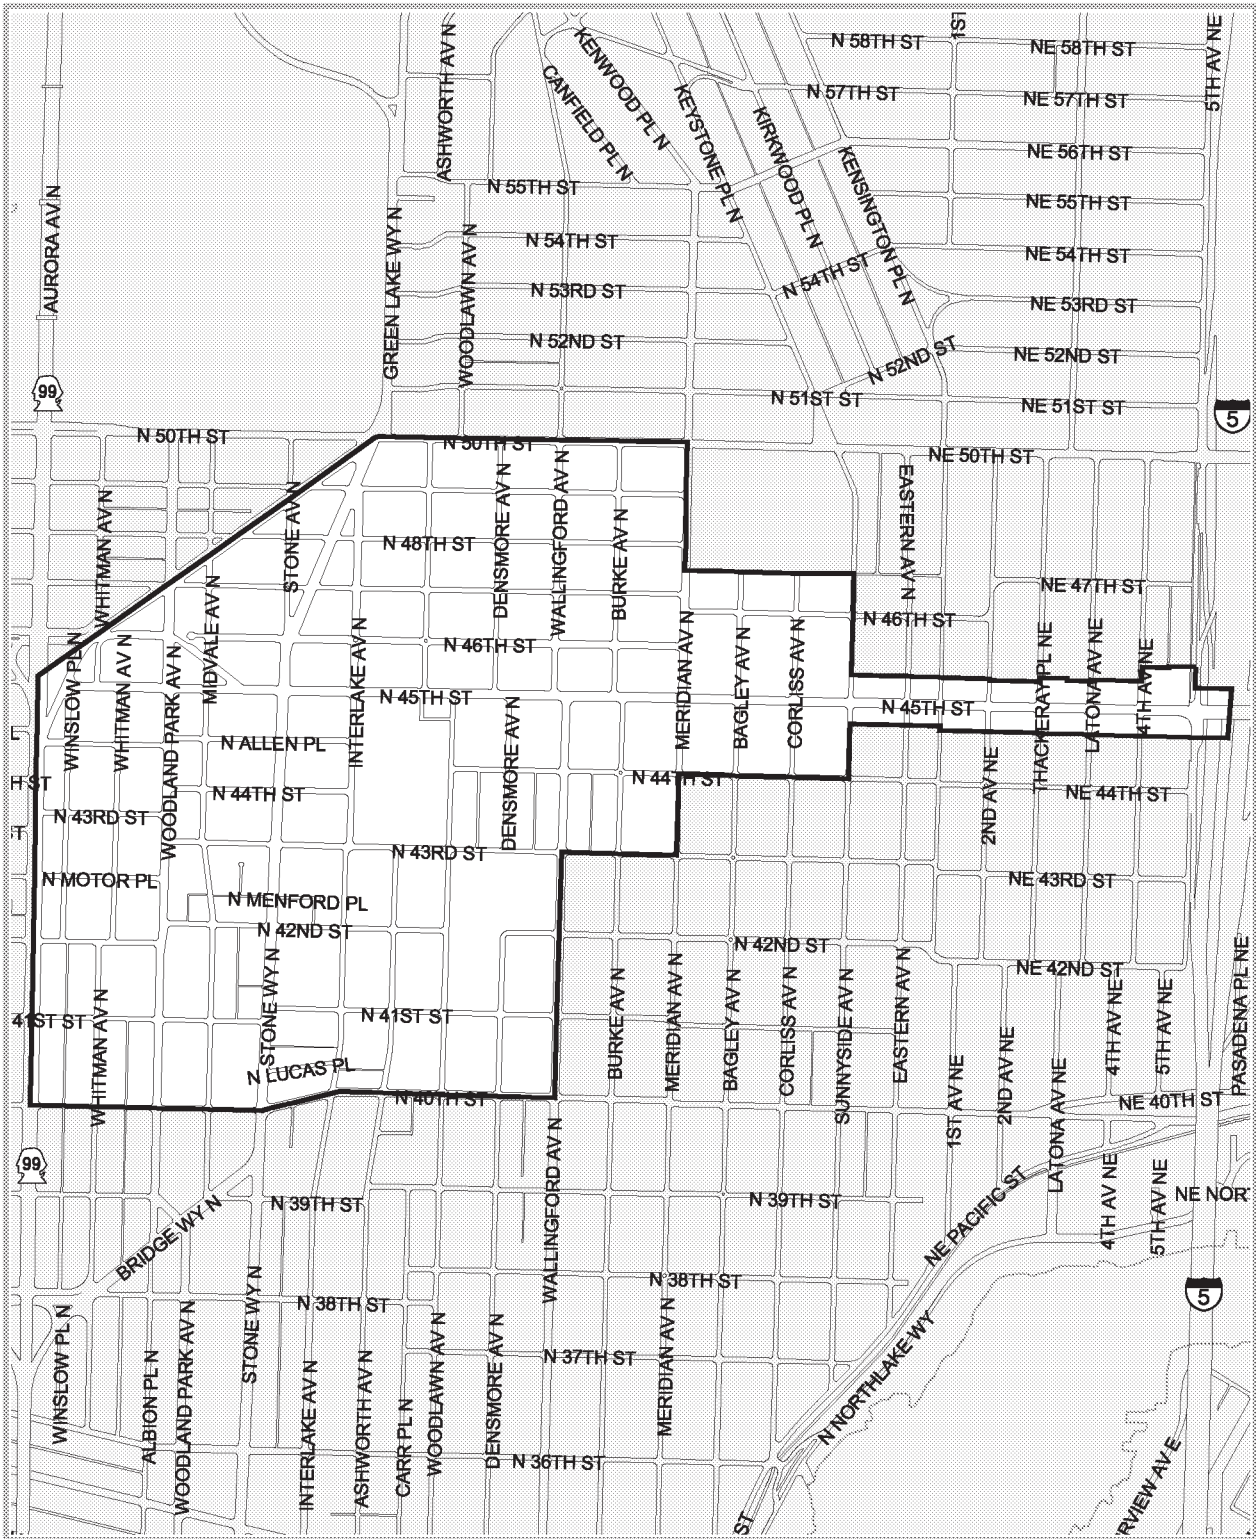 1ST
N 58TH ST
NE 58TH ST
5TH AV NE
ASHWORTH AV N
KENWOOD PL N
CANFIELD PL N
KEYSTONE PL N
N 57TH ST
NE 57TH ST
KIRKWOOD PL N
KENSINGTON PL N
NE 56TH ST
N 55TH ST
NE 55TH ST
AURORA AV N
GREEN LAKE WY N
WOODLAWN AV N
N 54TH ST
N 54TH ST
NE 54TH ST
N 53RD ST
NE 53RD ST
N 52ND ST
N 52ND ST
NE 52ND ST
99
N 51ST ST
NE 51ST ST
5
N 50TH ST
N 50TH ST
NE 50TH ST
WHITMAN AV N
STONE AV N
DENSMORE AV N
WALLINGFORD AV N
BURKE AV N
EASTERN AV N
N 48TH ST
MIDVALE AV N
NE 47TH ST
N 46TH ST
N 46TH ST
WINSLOW PL N
WHITMAN AV N
WOODLAND PARK AV N
INTERLAKE AV N
MERIDIAN AV N
BAGLEY AV N
CORLISS AV N
THACKERAY PL NE
LATONA AV NE
4TH AV NE
N 45TH ST
N 45TH ST
DENSMORE AV N
L
N ALLEN PL
2ND AV NE
H ST
N 44TH ST
N 44TH ST
NE 44TH ST
N 43RD ST
T
N 43RD ST
N MOTOR PL
NE 43RD ST
N MENFORD PL
N 42ND ST
N 42ND ST
NE 42ND ST
WHITMAN AV N
STONE WY N
BURKE AV N
MERIDIAN AV N
BAGLEY AV N
CORLISS AV N
SUNNYSIDE AV N
EASTERN AV N
4TH AV NE
5TH AV NE
PASADENA PL NE
41ST ST
N 41ST ST
N LUCAS PL
1ST AV NE
2ND AV NE
LATONA AV NE
N 40TH ST
NE 40TH ST
99
WALLINGFORD AV N
4TH AV NE
5TH AV NE
NE NOR
N 39TH ST
N 39TH ST
BRIDGE WY N
NE PACIFIC ST
N 38TH ST
5
N 38TH ST
WINSLOW PL N
ALBION PL N
WOODLAND PARK AV N
STONE WY N
INTERLAKE AV N
ASHWORTH AV N
CARR PL N
WOODLAWN AV N
DENSMORE AV N
MERIDIAN AV N
N NORTHLAKE WY
N 37TH ST
N 36TH ST
ST
RVIEW AV E